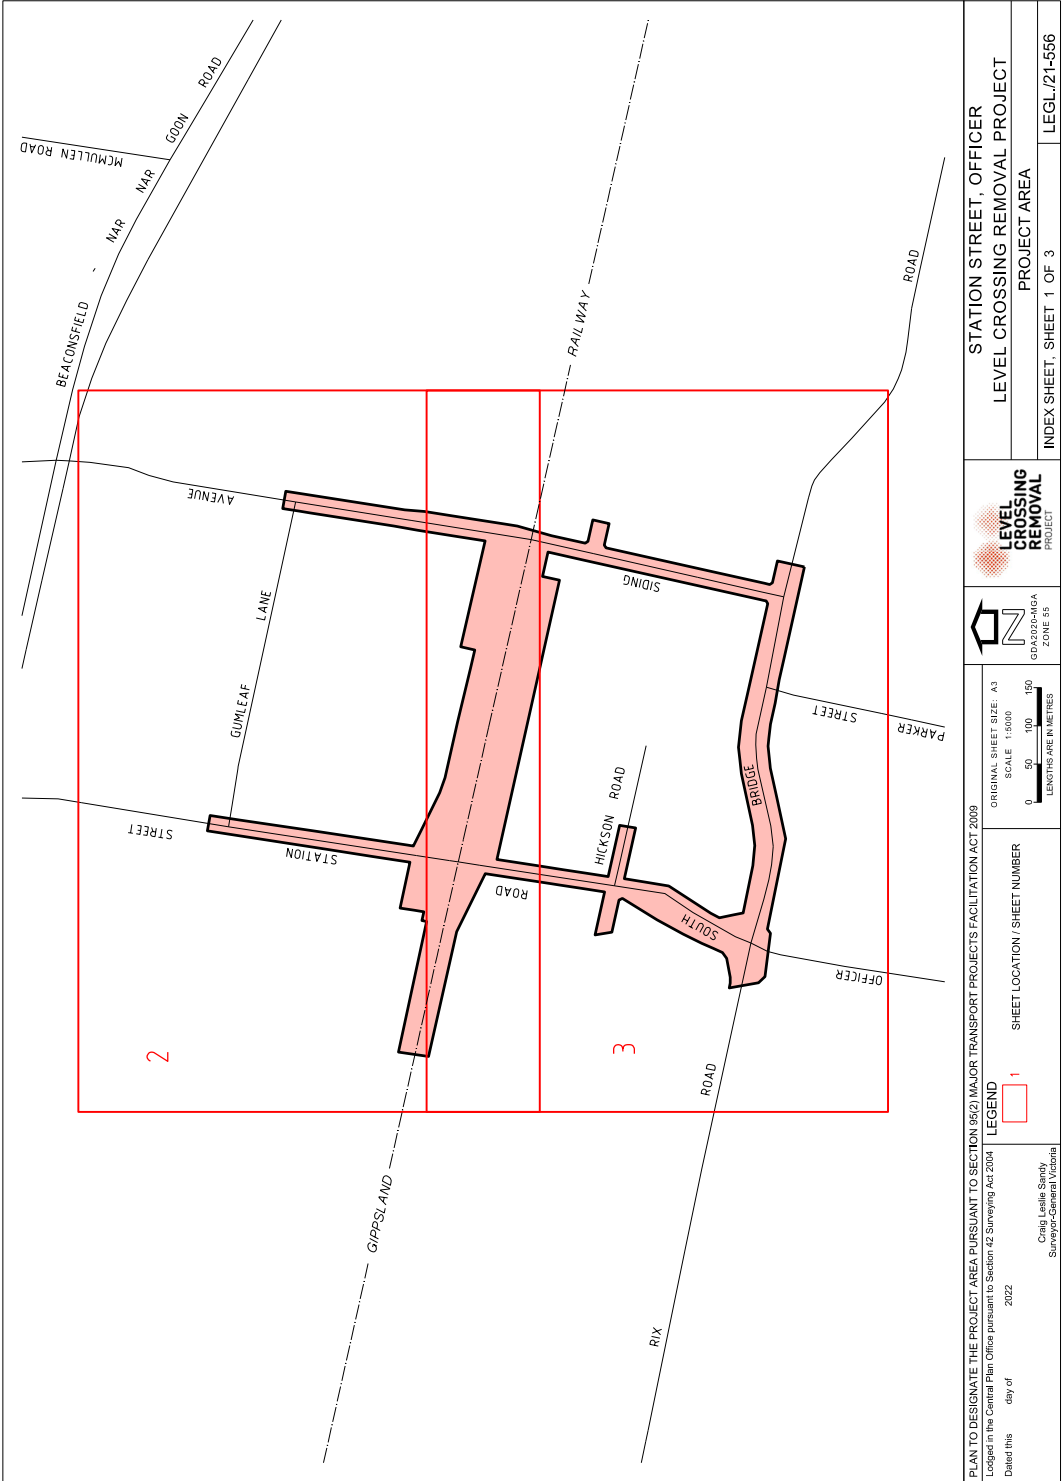 BEACONSFIELD - NAR NAR GOON ROAD
MCMULLEN ROAD
STREET
STATION
GUMLEAF LANE
AVENUE
SIDING
GIPPSLAND RAILWAY
ROAD
HICKSON ROAD
SOUTH
OFFICER
BRIDGE
ROAD
STREET
PARKER
RIX ROAD
2
3
PLAN TO DESIGNATE THE PROJECT AREA PURSUANT TO SECTION 95(2) MAJOR TRANSPORT PROJECTS FACILITATION ACT 2009
Lodged in the Central Plan Office pursuant to Section 42 Surveying Act 2004
Dated this day of 2022
Craig Leslie Sandy
Surveyor-General Victoria
LEGEND
1 SHEET LOCATION / SHEET NUMBER
ORIGINAL SHEET SIZE: A3
SCALE 1:5000
0 50 100 150
LENGTHS ARE IN METRES
N
GDA2020-MGA
ZONE 55
LEVEL
CROSSING
REMOVAL
PROJECT
STATION STREET, OFFICER
LEVEL CROSSING REMOVAL PROJECT
PROJECT AREA
INDEX SHEET, SHEET 1 OF 3
LEGL./21-556